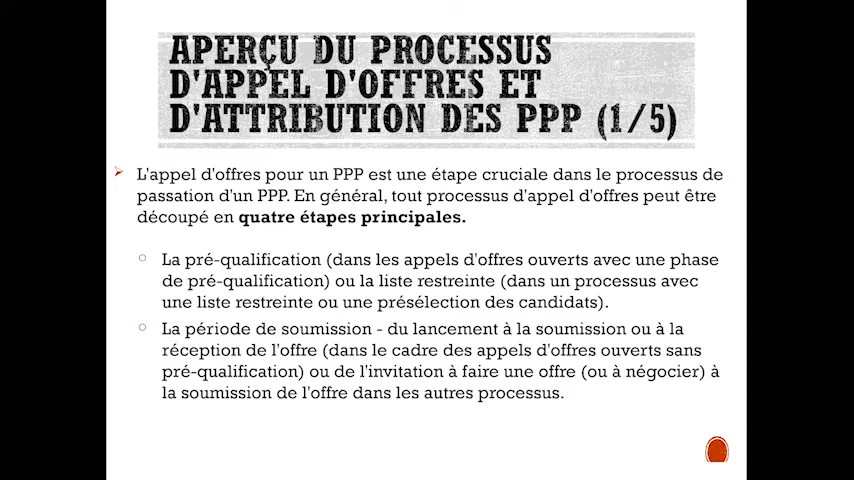 APERÇU DU PROCESSUS
D'APPEL D'OFFRES ET
D'ATTRIBUTION DES PPP (1/5)
L'appel d'offres pour un PPP est une étape cruciale dans le processus de
passation d'un PPP. En général, tout processus d'appel d'offres peut être
découpé en quatre étapes principales.
La pré-qualification (dans les appels d'offres ouverts avec une phase
de pré-qualification) ou la liste restreinte (dans un processus avec
une liste restreinte ou une présélection des candidats).
La période de soumission - du lancement à la soumission ou à la
réception de l'offre (dans le cadre des appels d'offres ouverts sans
pré-qualification) ou de l'invitation à faire une offre (ou à négocier) à
la soumission de l'offre dans les autres processus.